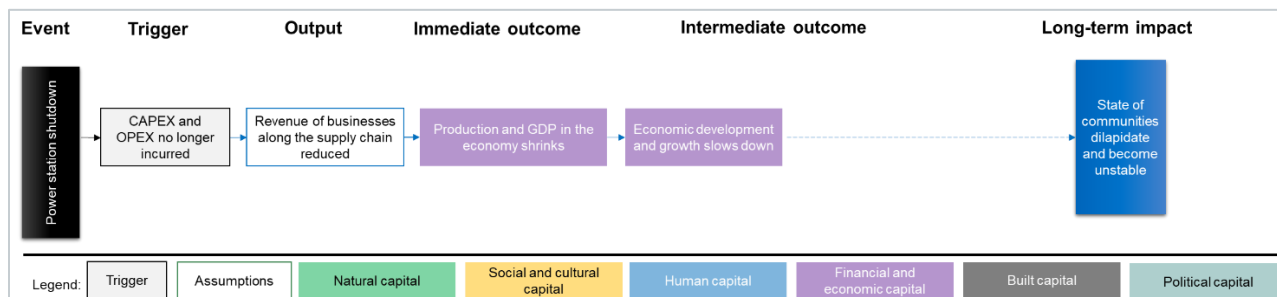 Event
Trigger
Output
Immediate outcome
Intermediate outcome
Long-term impact
Power station shutdown
CAPEX and
OPEX no longer
incurred
Revenue of businesses
along the supply chain
reduced
Production and GDP in the
economy shrinks
Economic development
and growth slows down
State of
communities
dilapidate
and become
unstable
Legend:
Trigger
Assumptions
Natural capital
Social and cultural
capital
Human capital
Financial and
economic capital
Built capital
Political capital